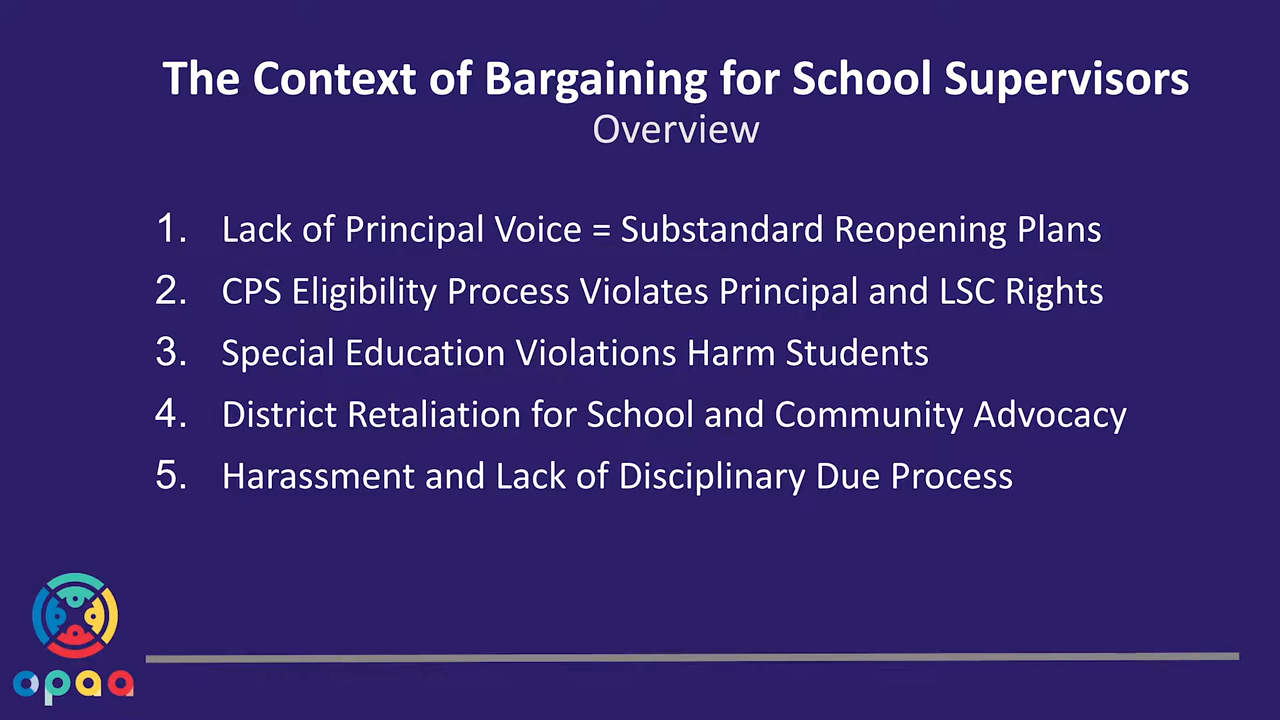 The Context of Bargaining for School Supervisors
Overview
1. Lack of Principal Voice = Substandard Reopening Plans
2. CPS Eligibility Process Violates Principal and LSC Rights
3. Special Education Violations Harm Students
4. District Retaliation for School and Community Advocacy
5. Harassment and Lack of Disciplinary Due Process
cpaa